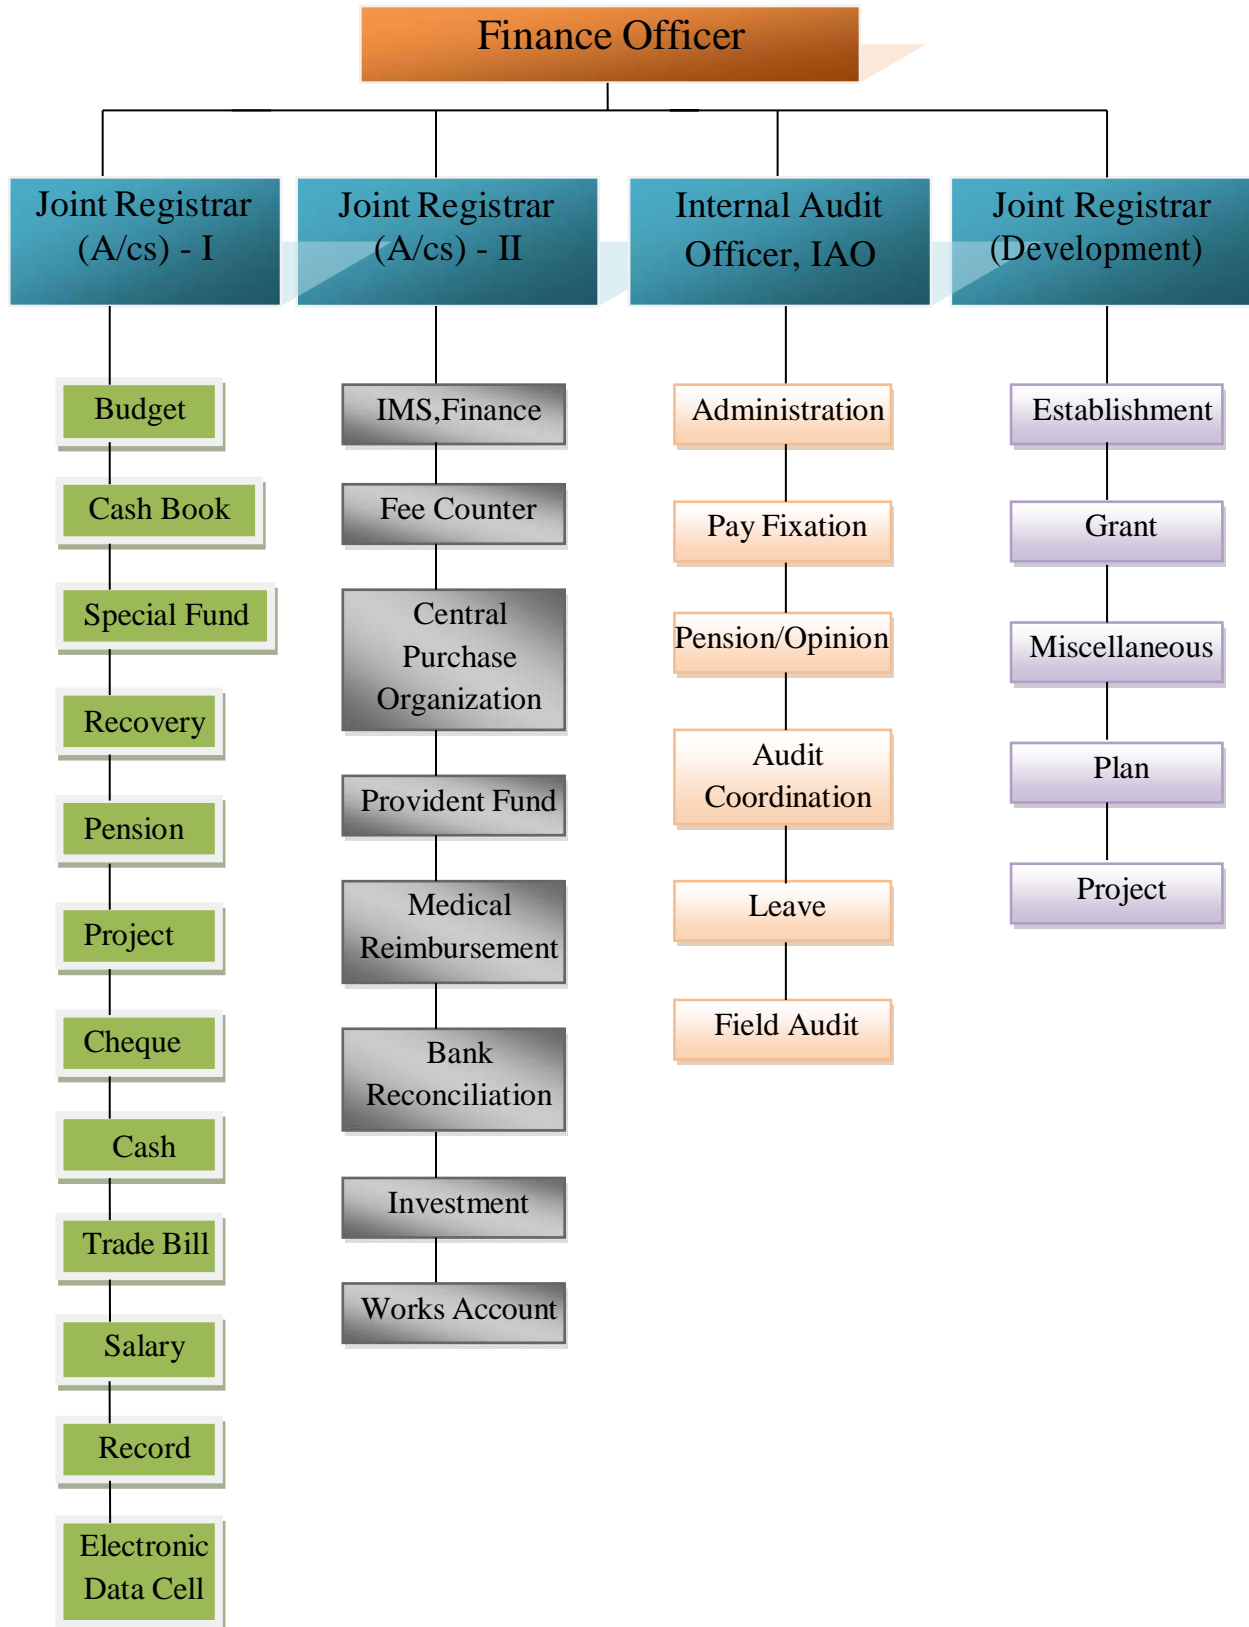 Finance Officer
Joint Registrar
(A/cs) - I
Joint Registrar
(A/cs) - II
Internal Audit
Officer, IAO
Joint Registrar
(Development)
Budget
Cash Book
Special Fund
Recovery
Pension
Project
Cheque
Cash
Trade Bill
Salary
Record
Electronic
Data Cell
IMS,Finance
Fee Counter
Central
Purchase
Organization
Provident Fund
Medical
Reimbursement
Bank
Reconciliation
Investment
Works Account
Administration
Pay Fixation
Pension/Opinion
Audit
Coordination
Leave
Field Audit
Establishment
Grant
Miscellaneous
Plan
Project